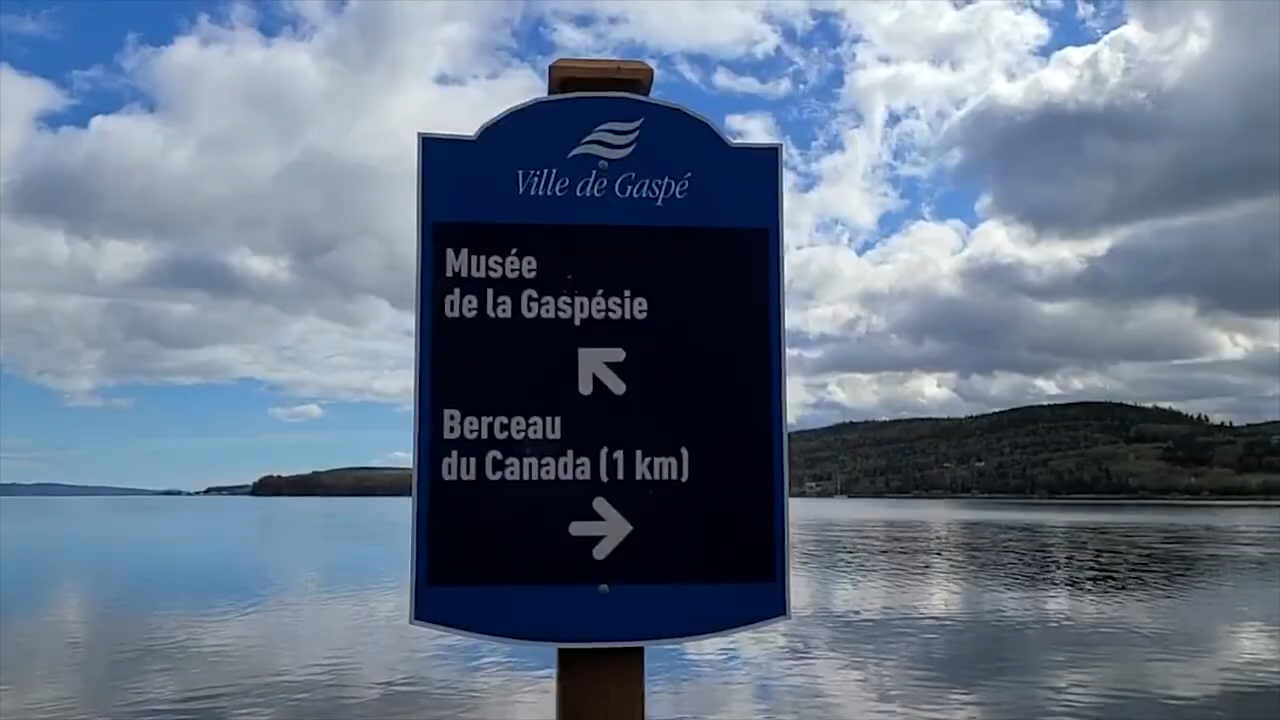 Ville de Gaspé
Musée
de la Gaspésie
Berceau
du Canada (1 km)